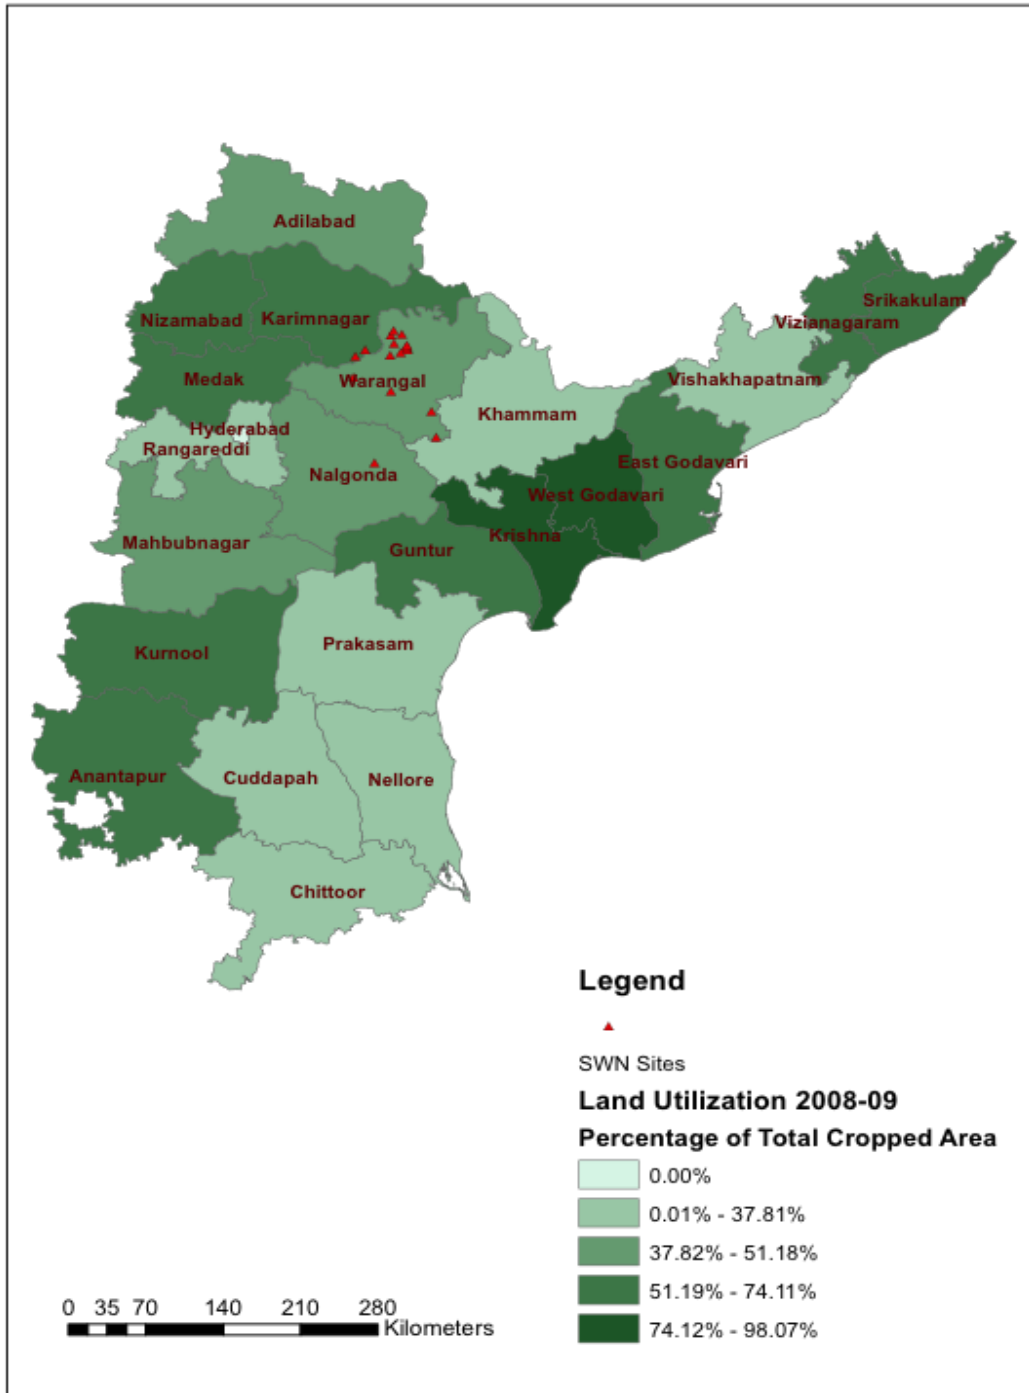 Adilabad
Srikakulam
Nizamabad
Karimnagar
Vizianagaram
Medak
Warangal
Vishakhapatnam
Khammam
Hyderabad
Rangareddi
East Godavari
Nalgonda
West Godavari
Krishna
Mahbubnagar
Guntur
Prakasam
Kurnool
Anantapur
Cuddapah
Nellore
Chittoor
Legend
SWN Sites
Land Utilization 2008-09
Percentage of Total Cropped Area
0.00%
0.01% - 37.81%
37.82% - 51.18%
51.19% - 74.11%
74.12% - 98.07%
0 35 70 140 210 280
Kilometers